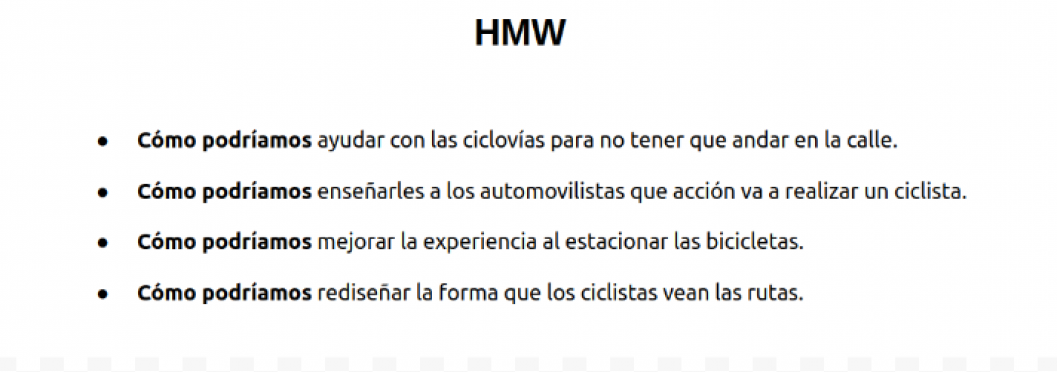 HMW
• Cómo podríamos ayudar con las ciclovías para no tener que andar en la calle.
• Cómo podríamos enseñarles a los automovilistas que acción va a realizar un ciclista.
• Cómo podríamos mejorar la experiencia al estacionar las bicicletas.
• Cómo podríamos rediseñar la forma que los ciclistas vean las rutas.